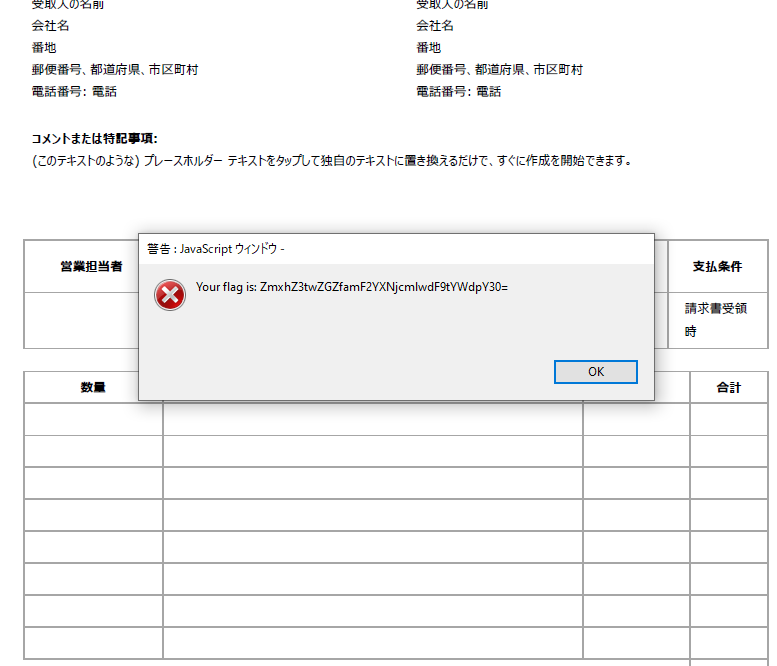 受取人の名前 受取人の名前
会社名 会社名
番地 番地
郵便番号、都道府県、市区町村 郵便番号、都道府県、市区町村
電話番号: 電話 電話番号: 電話
コメントまたは特記事項:
(このテキストのような) プレースホルダー テキストをタップして独自のテキストに置き換えるだけで、すぐに作成を開始できます。
警告 : JavaScript ウィンドウ -
Your flag is: ZmxhZ3twZGZfamF2YXNjcmlwdF9tYWdpY30=
OK
営業担当者 支払条件
請求書受領
時
数量 合計